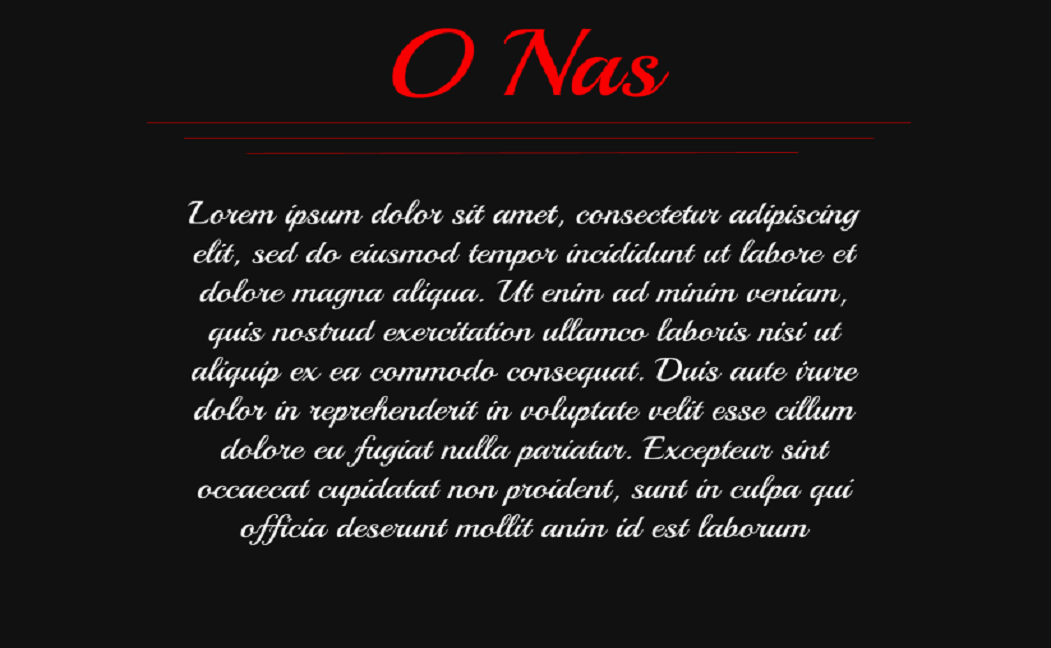 O Nas
Lorem ipsum dolor sit amet, consectetur adipiscing
elit, sed do eiusmod tempor incididunt ut labore et
dolore magna aliqua. Ut enim ad minim veniam,
quis nostrud exercitation ullamco laboris nisi ut
aliquip ex ea commodo consequat. Duis aute irure
dolor in reprehenderit in voluptate velit esse cillum
dolore eu fugiat nulla pariatur. Excepteur sint
occaecat cupidatat non proident, sunt in culpa qui
officia deserunt mollit anim id est laborum